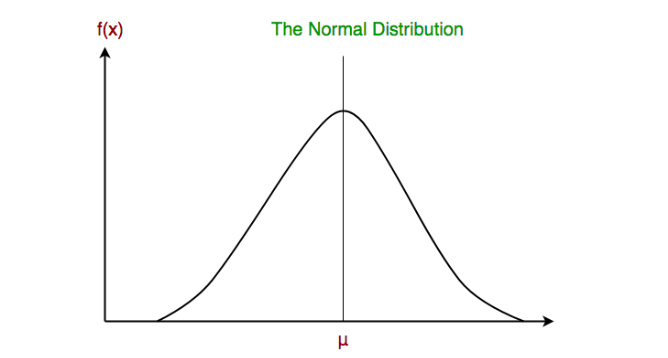 f(x)
The Normal Distribution
μ